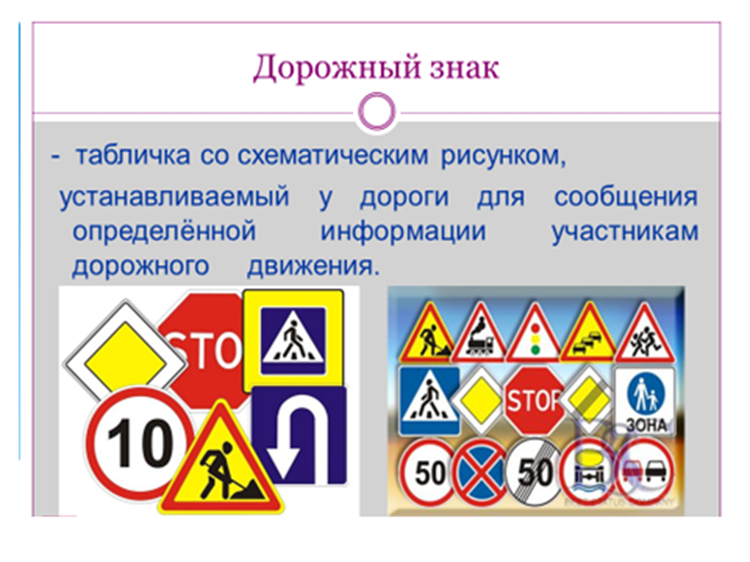 Дорожный знак
- табличка со схематическим рисунком,
устанавливаемый у дороги для сообщения
определённой информации участникам
дорожного движения.
STO
10
STOP
ЗОНА
50
50